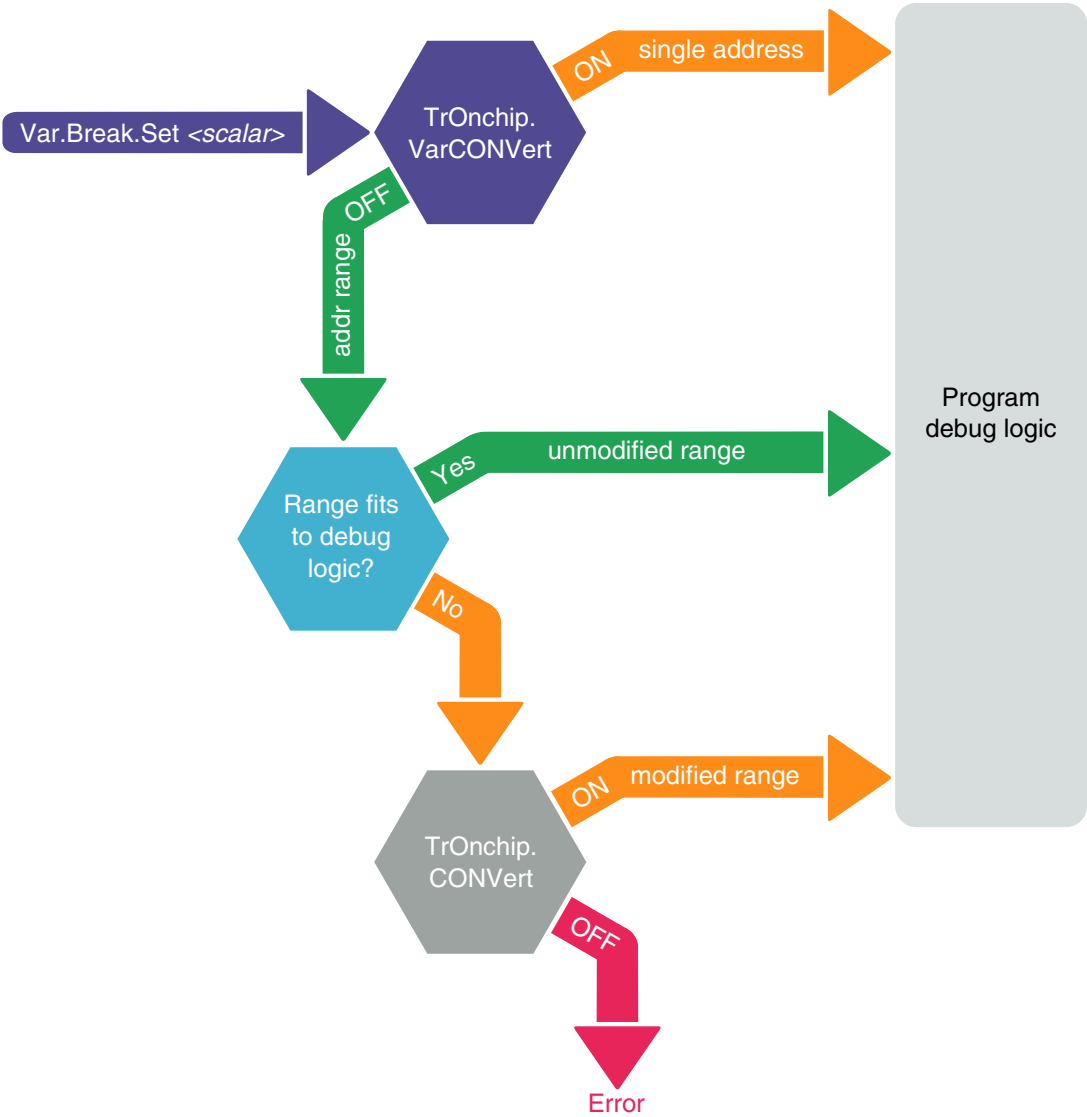 ON
single address
Var.Break.Set <scalar>
TrOnchip.
VarCONVert
OFF
addr range
Program
debug logic
Yes
unmodified range
Range fits
to debug
logic?
No
ON
modified range
TrOnchip.
CONVert
OFF
Error